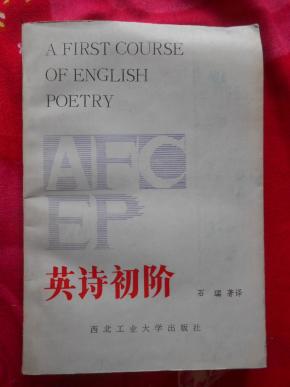 A FIRST COURSE
OF ENGLISH
POETRY
AFC
EP
英诗初阶
石 瑞 著译
西北工业大学出版社